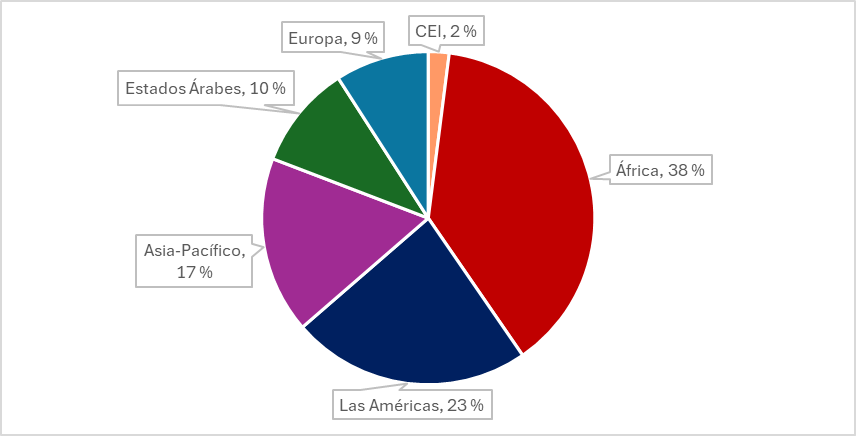 CEI, 2 %
Europa, 9 %
Estados Árabes, 10 %
África, 38 %
Asia-Pacífico,
17 %
Las Américas, 23 %